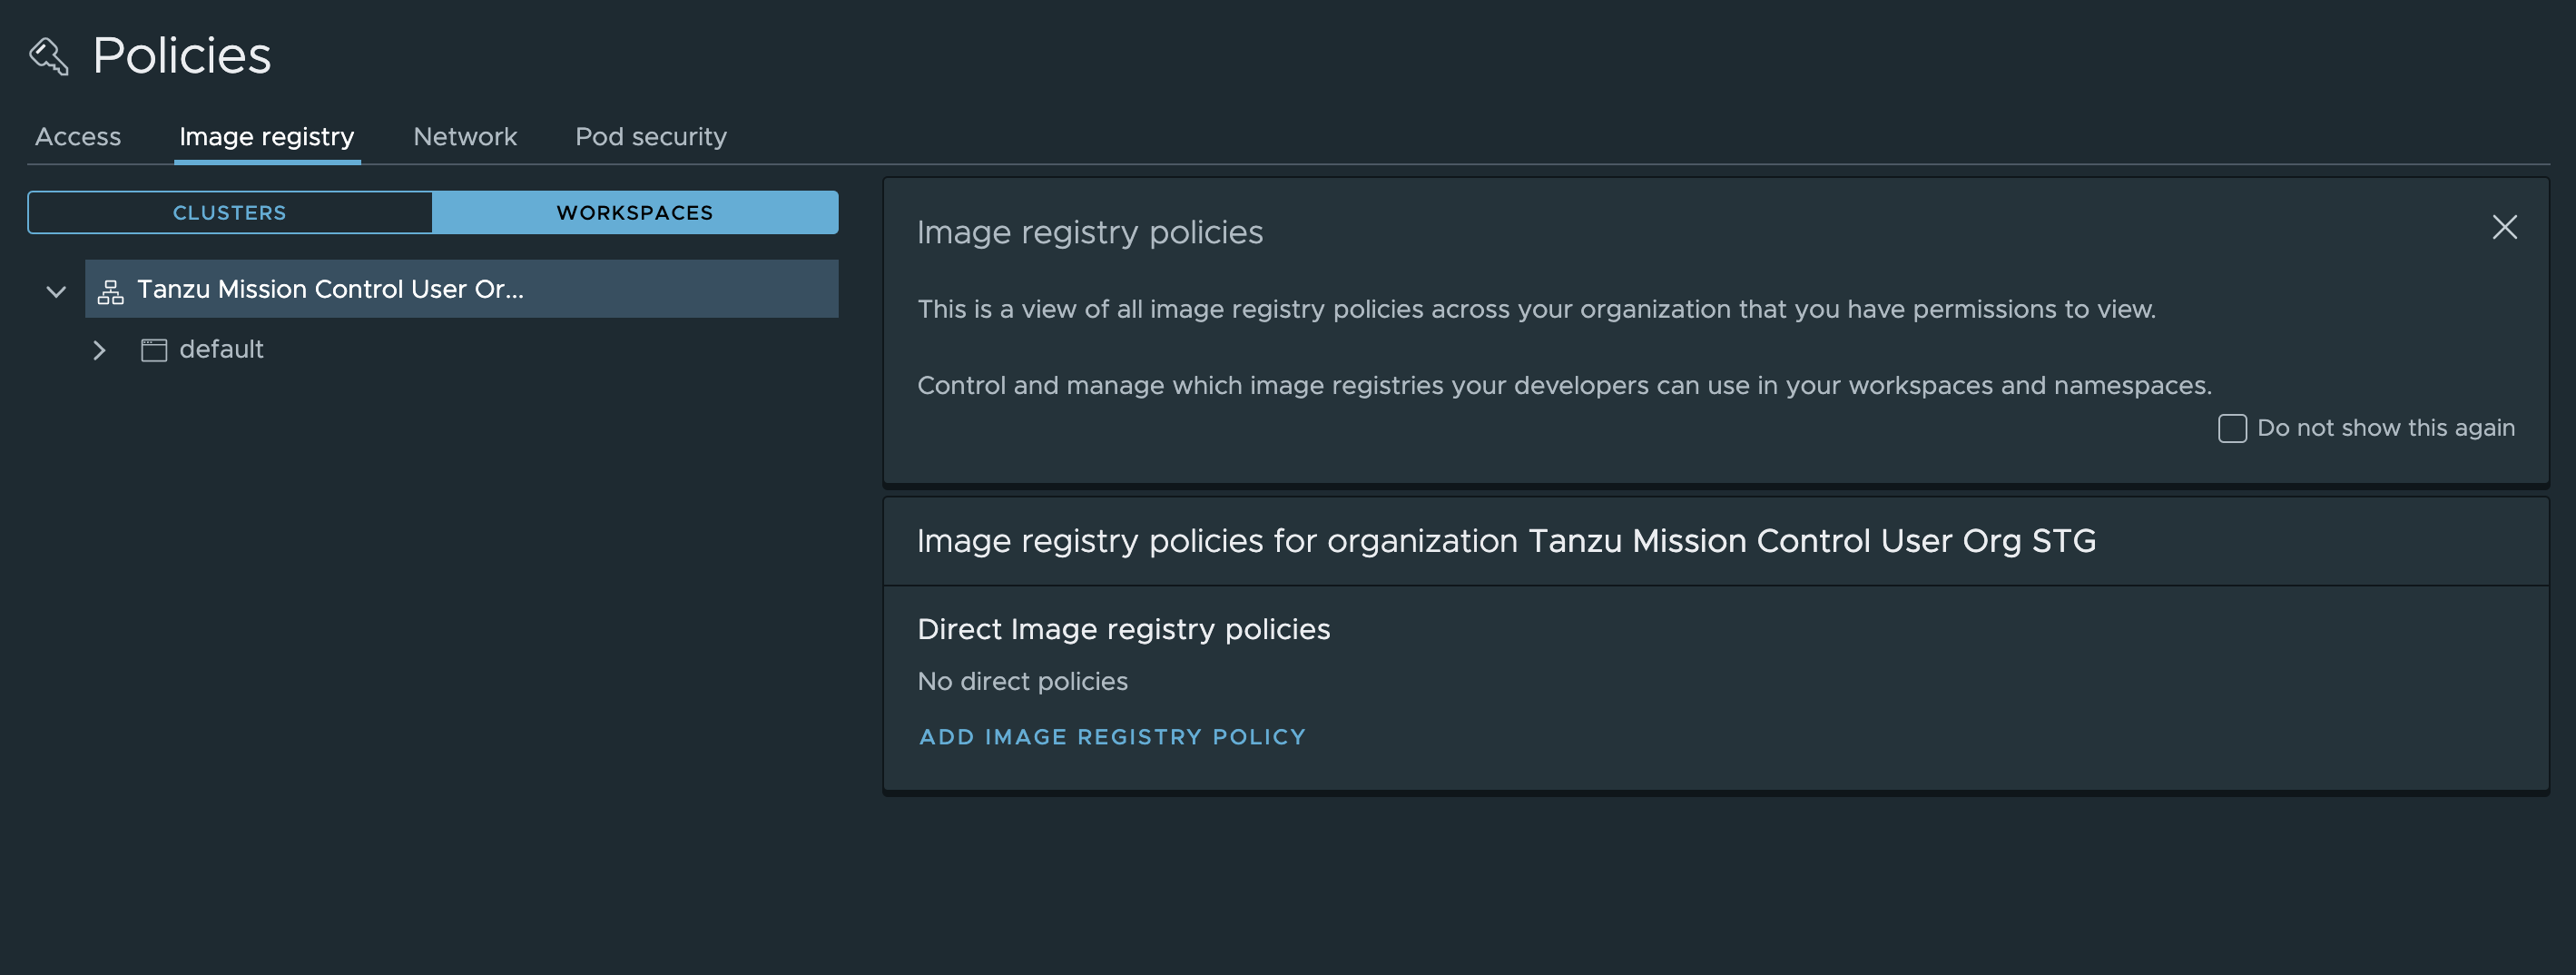 Policies
Access
Image registry
Network
Pod security
CLUSTERS
WORKSPACES
Tanzu Mission Control User Or...
default
Image registry policies
This is a view of all image registry policies across your organization that you have permissions to view.
Control and manage which image registries your developers can use in your workspaces and namespaces.
Do not show this again
Image registry policies for organization Tanzu Mission Control User Org STG
Direct Image registry policies
No direct policies
ADD IMAGE REGISTRY POLICY